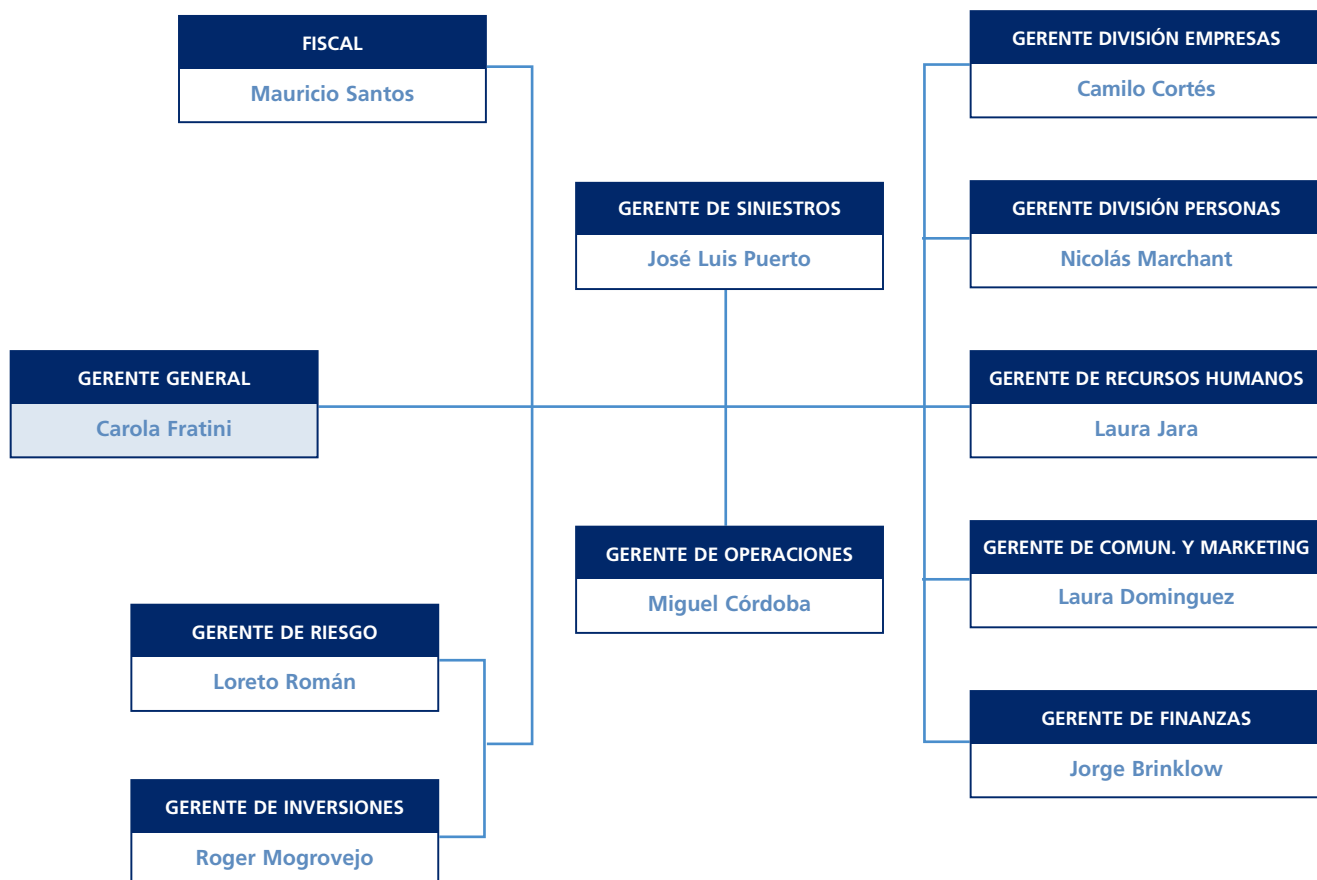 FISCAL
Mauricio Santos
GERENTE DIVISIÓN EMPRESAS
Camilo Cortés
GERENTE DE SINIESTROS
José Luis Puerto
GERENTE DIVISIÓN PERSONAS
Nicolás Marchant
GERENTE GENERAL
Carola Fratini
GERENTE DE RECURSOS HUMANOS
Laura Jara
GERENTE DE OPERACIONES
Miguel Córdoba
GERENTE DE COMUN. Y MARKETING
Laura Dominguez
GERENTE DE RIESGO
Loreto Román
GERENTE DE FINANZAS
Jorge Brinklow
GERENTE DE INVERSIONES
Roger Mogrovejo